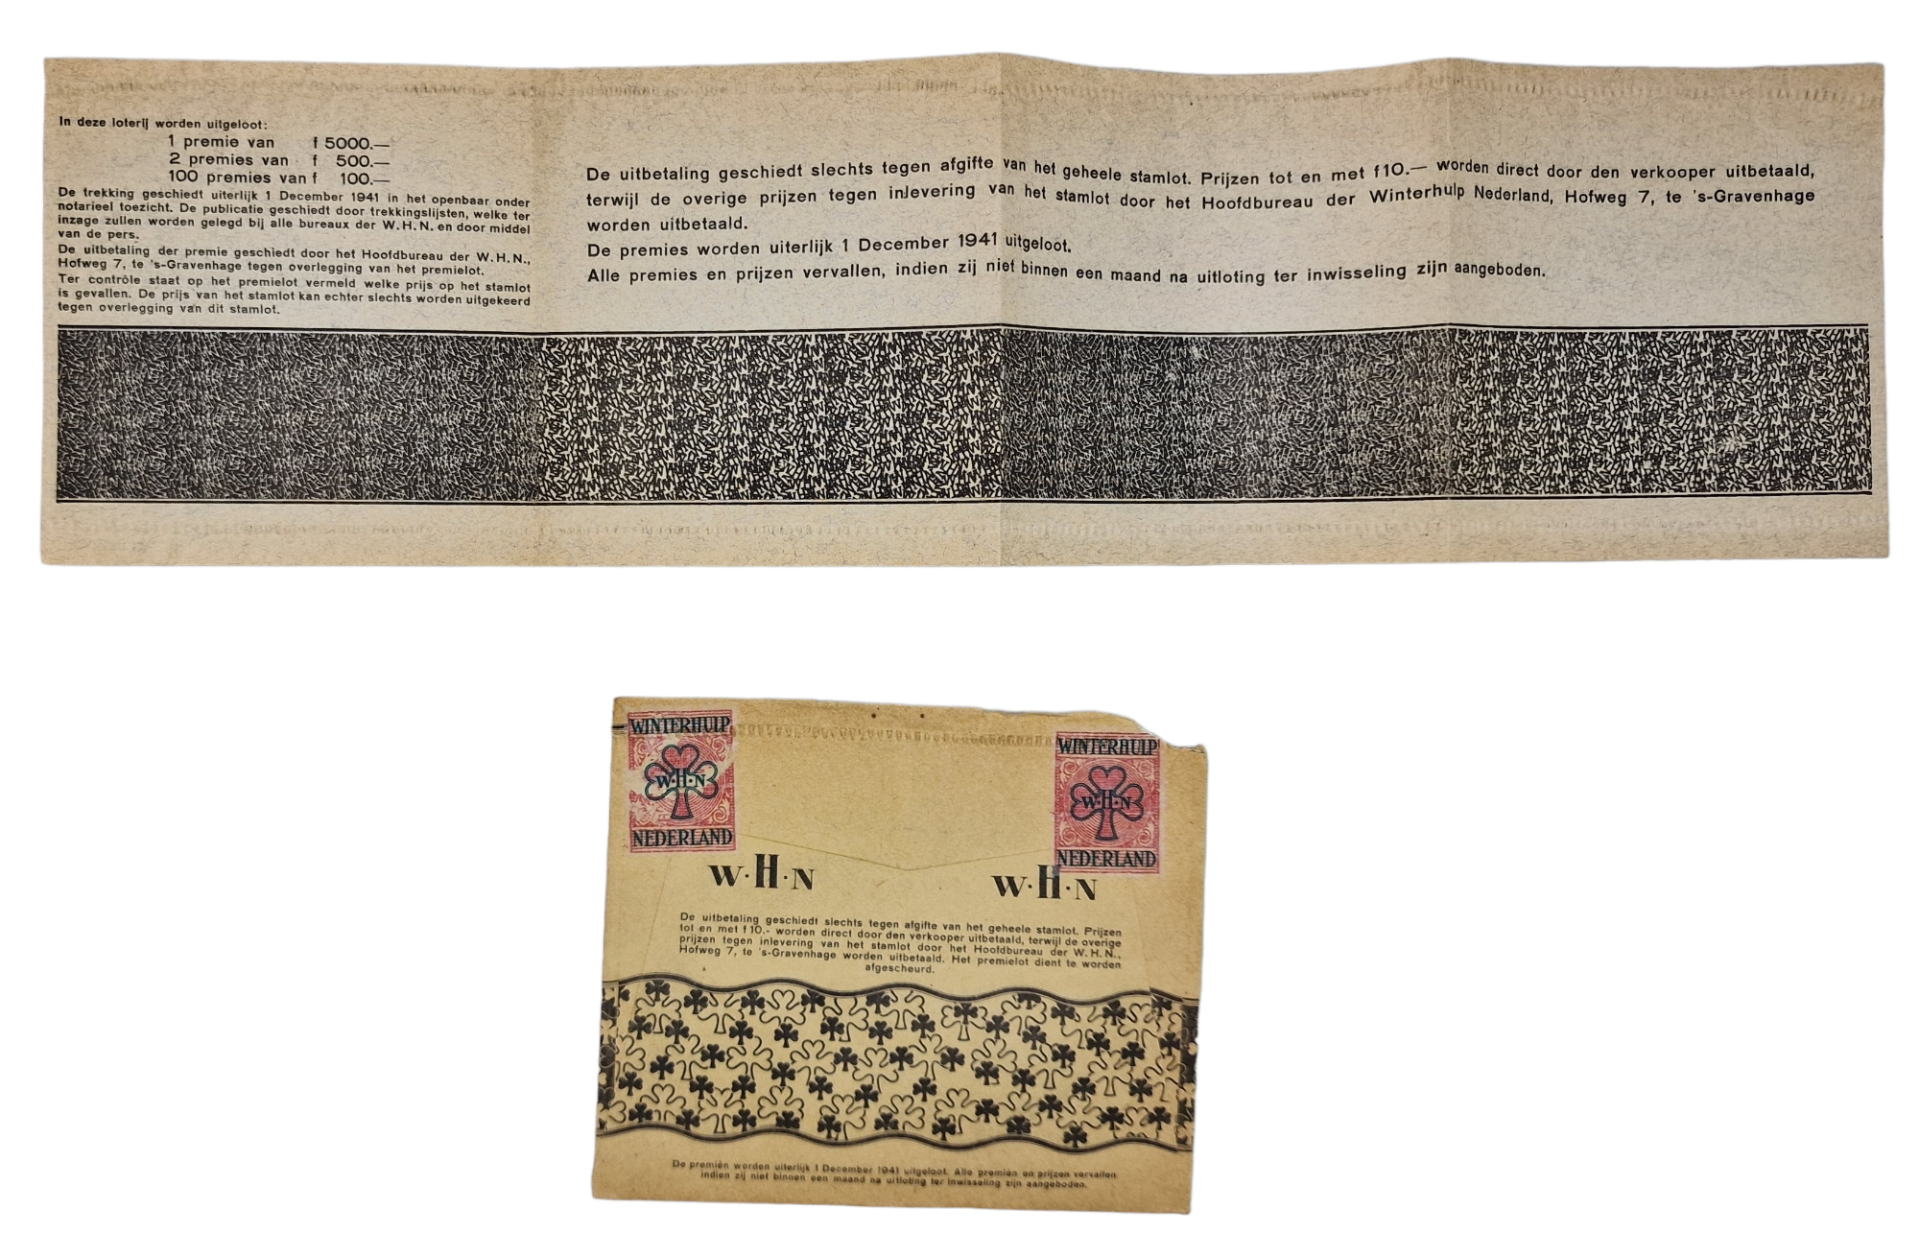 In deze loterij worden uitgeloot:
1 premie van f 5000.—
2 premies van f 500.—
100 premies van f 100.—
De trekking geschiedt uiterlijk 1 December 1941 in het openbaar onder
notarieel toezicht. De publicatie geschiedt door trekkingslijsten, welke ter
inzage zullen worden gelegd bij alle bureaux der W.H.N. en door middel
van de pers.
De uitbetaling der premie geschiedt door het Hoofdbureau der W.H.N.,
Hofweg 7, te 's-Gravenhage tegen overlegging van het premielot.
Ter contrôle staat op het premielot vermeld welke prijs op het stamlot
is gevallen. De prijs van het stamlot kan echter slechts worden uitgekeerd
tegen overlegging van dit stamlot.
De uitbetaling geschiedt slechts tegen afgifte van het geheele stamlot. Prijzen tot en met f 10.— worden direct door den verkooper uitbetaald,
terwijl de overige prijzen tegen inlevering van het stamlot door het Hoofdbureau der Winterhulp Nederland, Hofweg 7, te 's-Gravenhage
worden uitbetaald.
De premies worden uiterlijk 1 December 1941 uitgeloot.
Alle premies en prijzen vervallen, indien zij niet binnen een maand na uitloting ter inwisseling zijn aangeboden.
WINTERHULP
W·H·N
NEDERLAND
WINTERHULP
W·H·N
NEDERLAND
W·H·N
W·H·N
De uitbetaling geschiedt slechts tegen afgifte van het geheele stamlot. Prijzen
tot en met f 10.- worden direct door den verkooper uitbetaald, terwijl de overige
prijzen tegen inlevering van het stamlot door het Hoofdbureau der W.H.N.,
Hofweg 7, te 's-Gravenhage worden uitbetaald. Het premielot dient te worden
afgescheurd.
De premiën worden uiterlijk 1 December 1941 uitgeloot. Alle premiën en prijzen vervallen
indien zij niet binnen een maand na uitloting ter inwisseling zijn aangeboden.